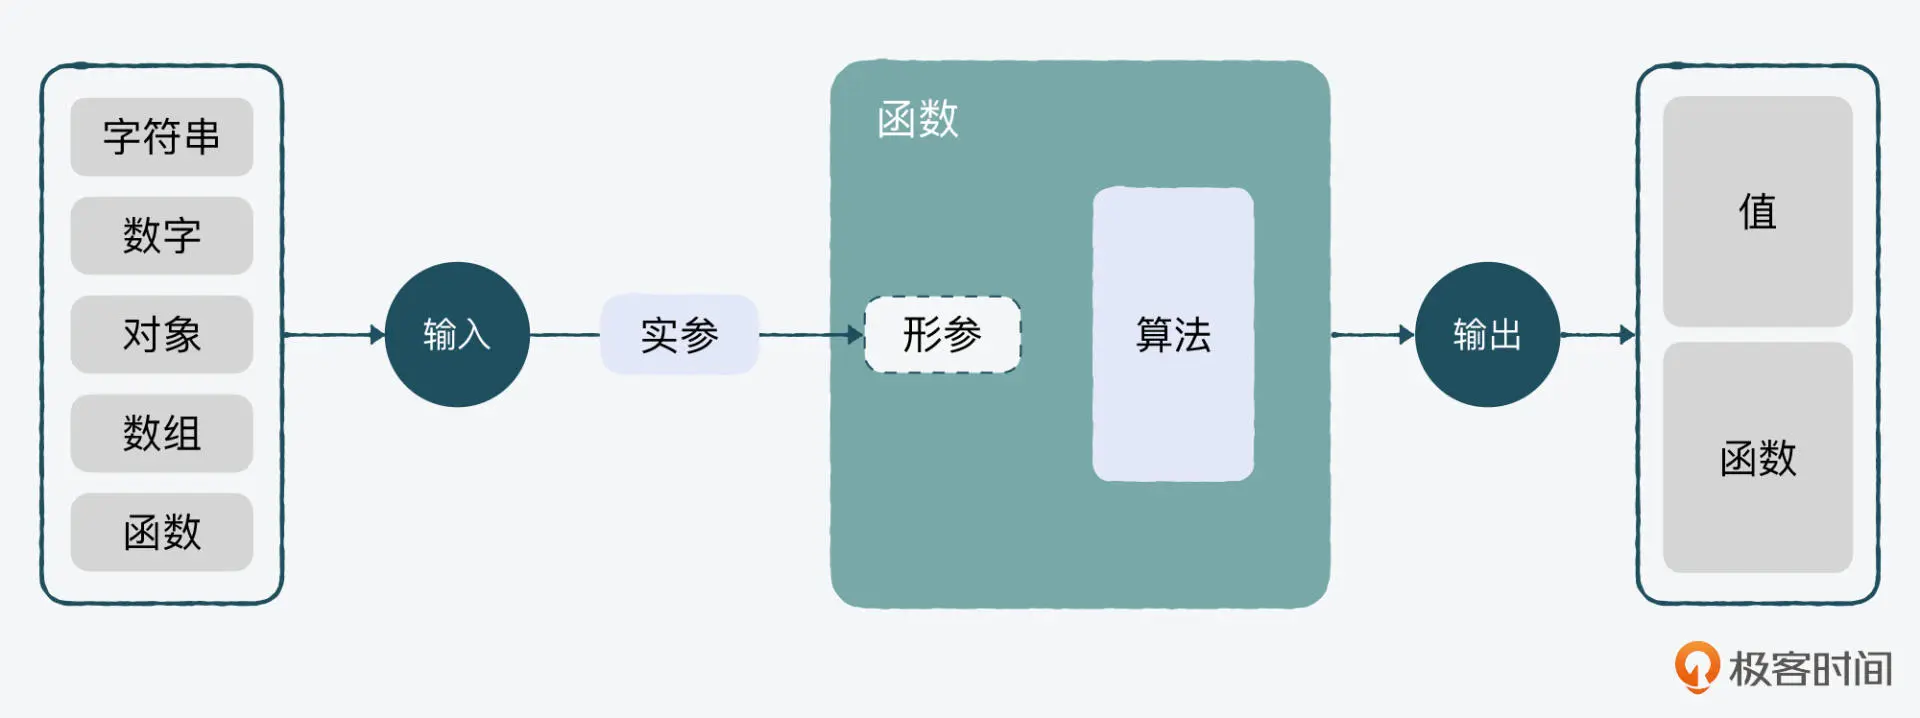 字符串
数字
对象
数组
函数
输入
实参
函数
形参
算法
输出
值
函数
极客时间